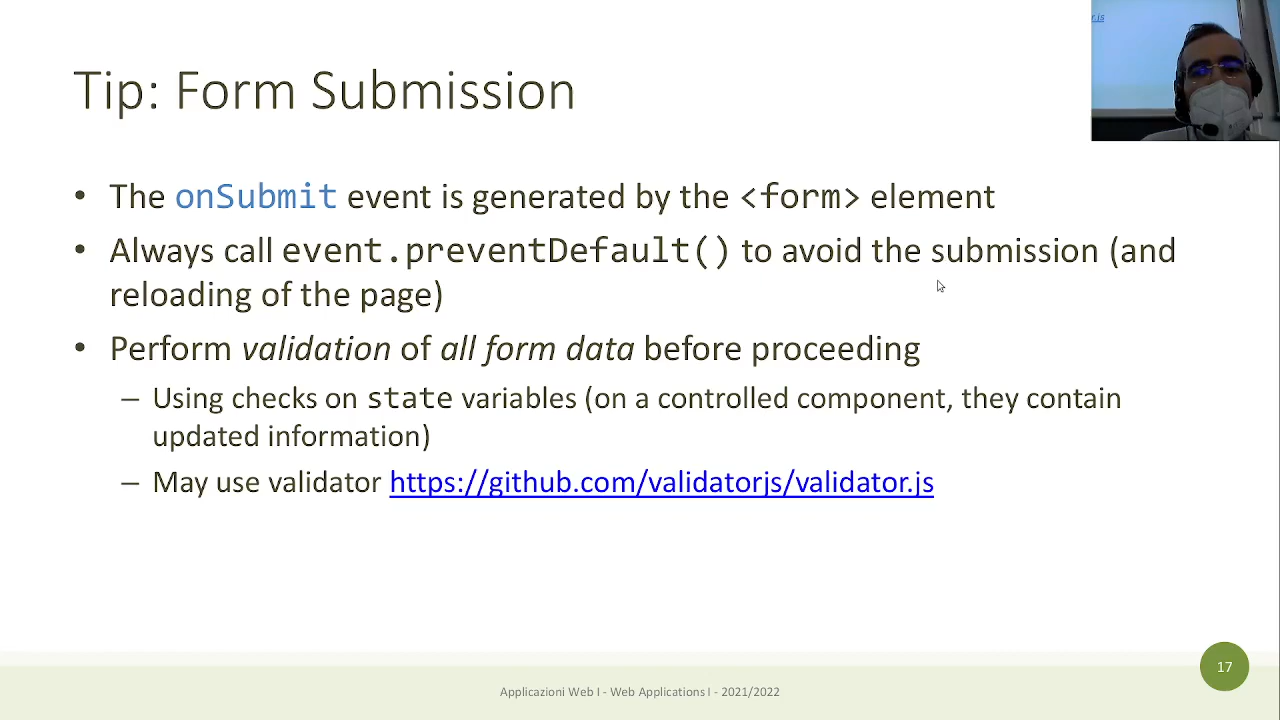 r.js
Tip: Form Submission
• The onSubmit event is generated by the <form> element
• Always call event.preventDefault() to avoid the submission (and
reloading of the page)
• Perform validation of all form data before proceeding
– Using checks on state variables (on a controlled component, they contain
updated information)
– May use validator https://github.com/validatorjs/validator.js
17
Applicazioni Web I - Web Applications I - 2021/2022